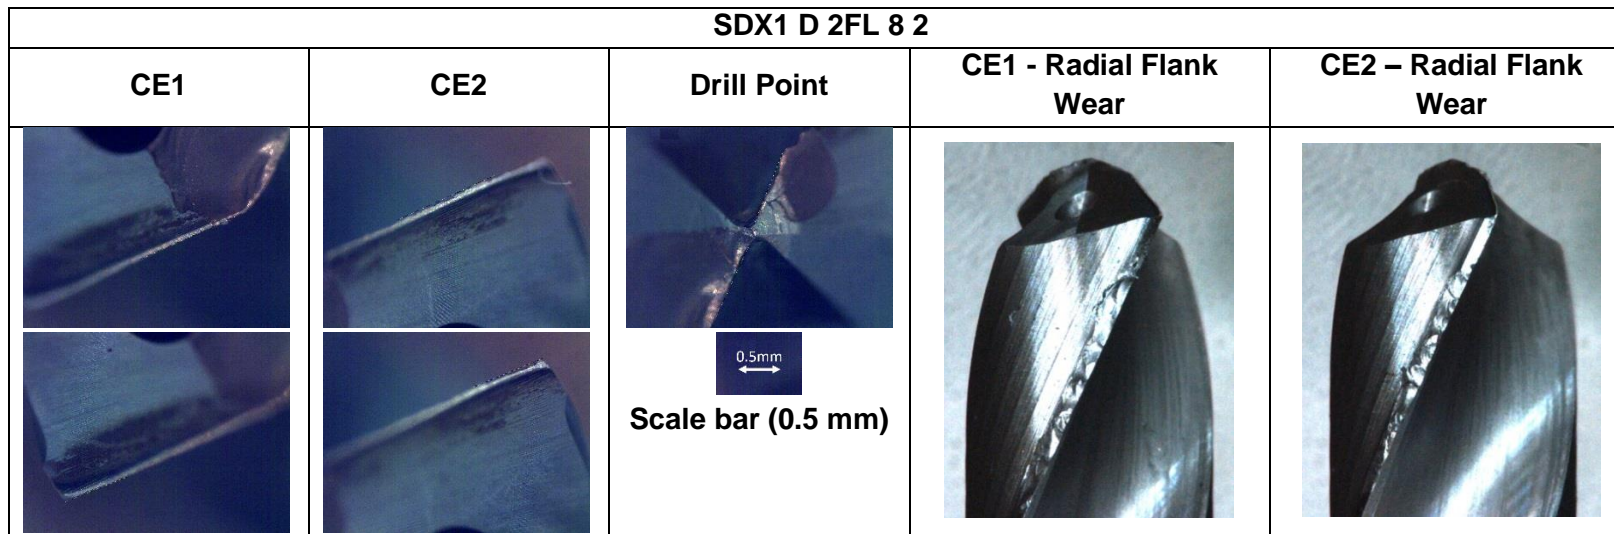 SDX1 D 2FL 8 2
CE1
CE2
Drill Point
CE1 - Radial Flank
Wear
CE2 – Radial Flank
Wear
0.5mm
Scale bar (0.5 mm)